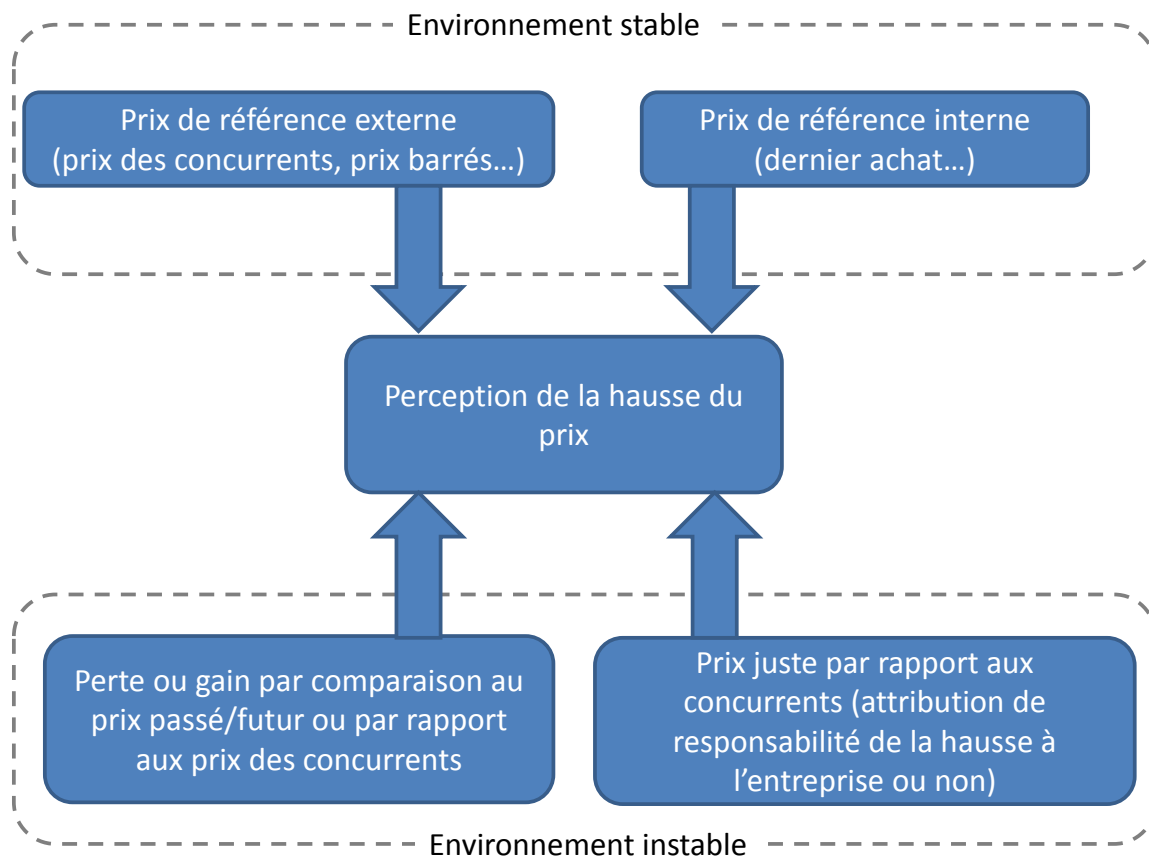 Environnement stable
Prix de référence externe
(prix des concurrents, prix barrés…)
Prix de référence interne
(dernier achat…)
Perception de la hausse du
prix
Perte ou gain par comparaison au
prix passé/futur ou par rapport
aux prix des concurrents
Prix juste par rapport aux
concurrents (attribution de
responsabilité de la hausse à
l’entreprise ou non)
Environnement instable